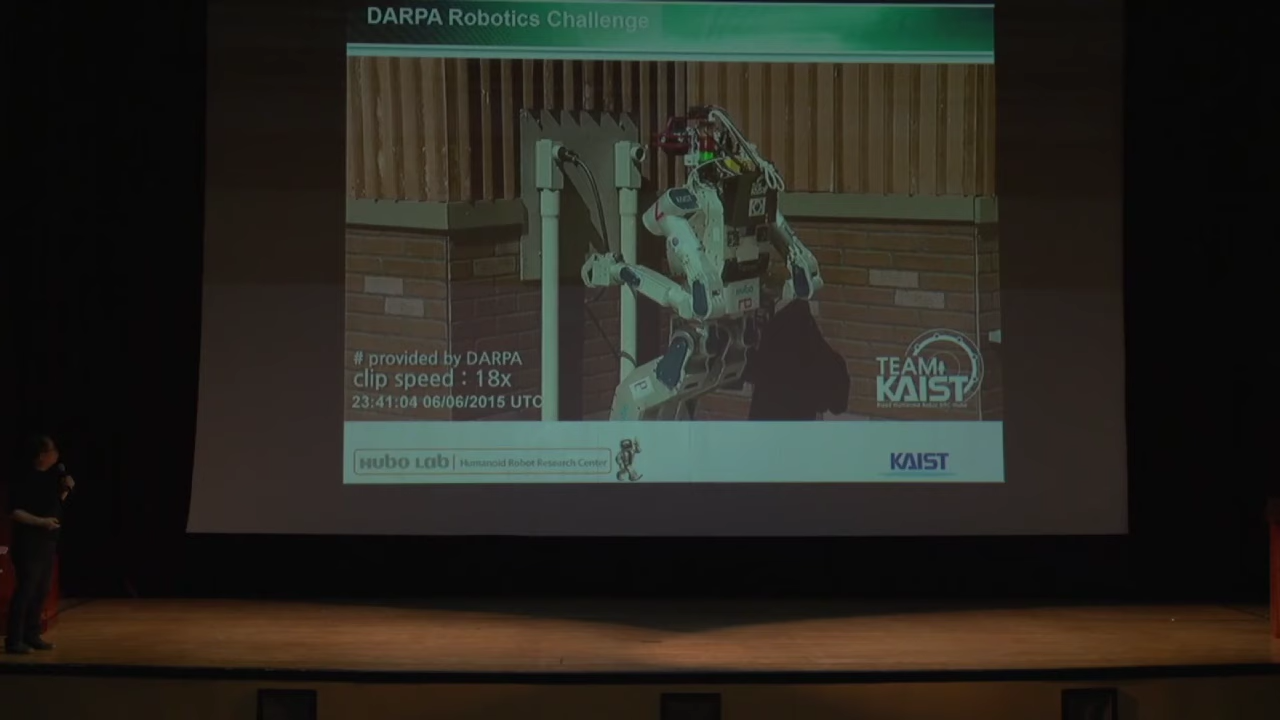 DARPA Robotics Challenge
# provided by DARPA
clip speed : 18x
23:41:04 06/06/2015 UTC
TEAM
KAIST
HUBO LAB | Humanoid Robot Research Center
KAIST